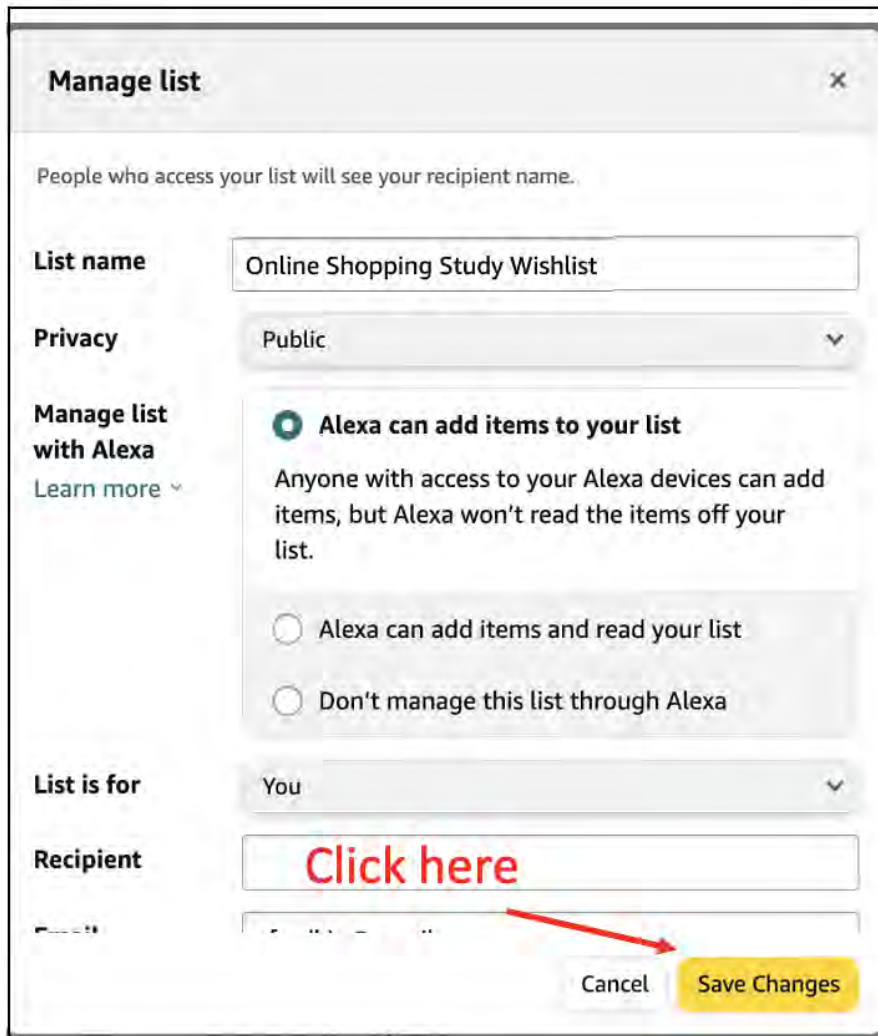 Manage list
×
People who access your list will see your recipient name.
List name
Online Shopping Study Wishlist
Privacy
Public
Manage list
with Alexa
Learn more
Alexa can add items to your list
Anyone with access to your Alexa devices can add
items, but Alexa won't read the items off your
list.
Alexa can add items and read your list
Don't manage this list through Alexa
List is for
You
Recipient
Click here
Cancel
Save Changes